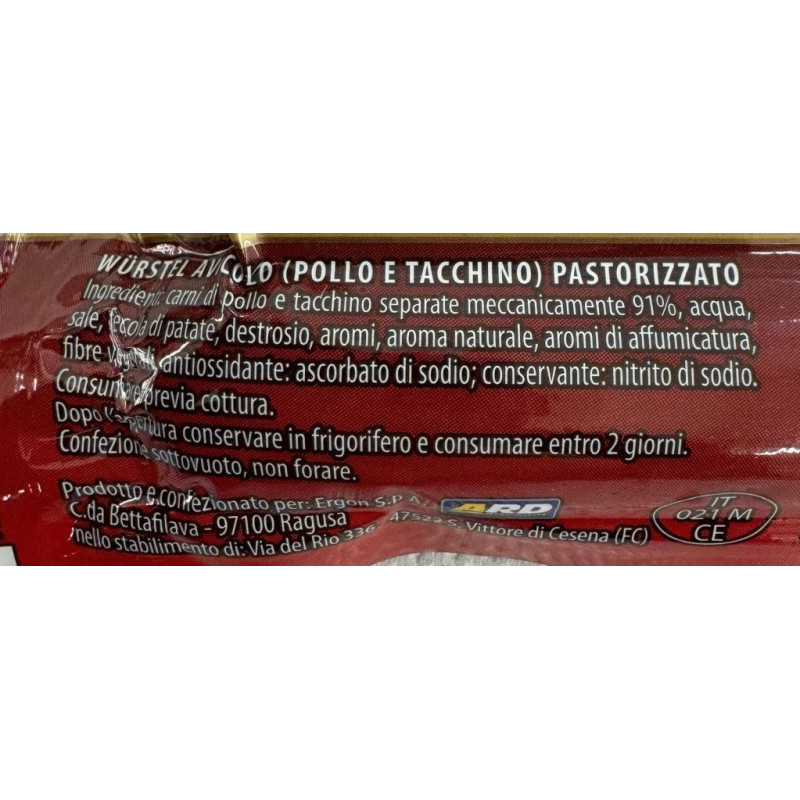 WÜRSTEL AVICOLO (POLLO E TACCHINO) PASTORIZZATO
Ingredienti: carni di pollo e tacchino separate meccanicamente 91%, acqua,
sale, fecola di patate, destrosio, aromi, aroma naturale, aromi di affumicatura,
fibre antiossidante: ascorbato di sodio; conservante: nitrito di sodio.
Consumare previa cottura.
Dopo l'apertura conservare in frigorifero e consumare entro 2 giorni.
Confezione sottovuoto, non forare.
Prodotto e confezionato per: Ergon S.P.A. ARD
C.da Bettafilava - 97100 Ragusa
nello stabilimento di: Via del Rio 336, 47522 S. Vittore di Cesena (FC)
IT
021 M
CE